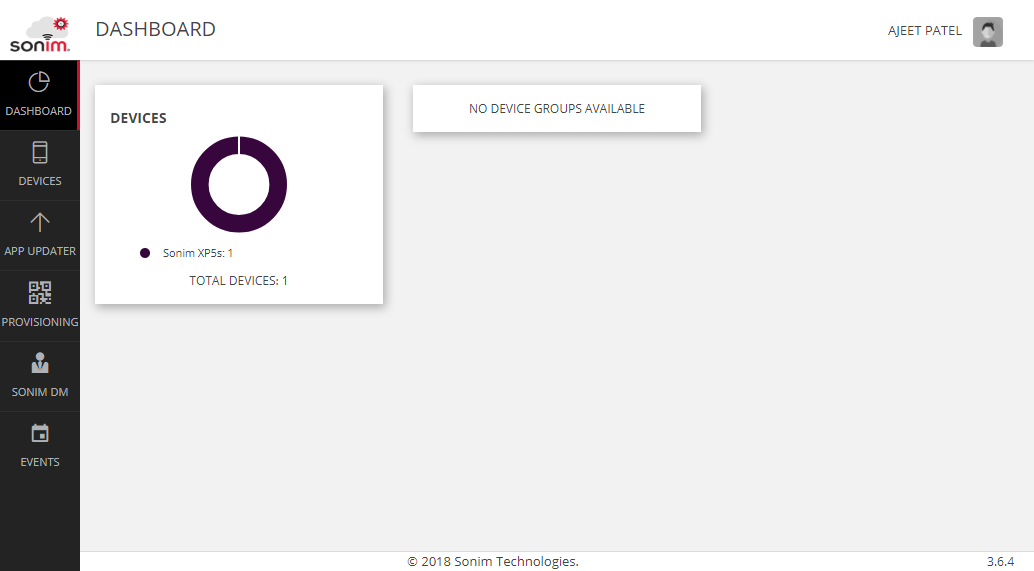 sonim.
DASHBOARD
AJEET PATEL
DASHBOARD
DEVICES
APP UPDATER
PROVISIONING
SONIM DM
EVENTS
DEVICES
Sonim XP5s: 1
TOTAL DEVICES: 1
NO DEVICE GROUPS AVAILABLE
© 2018 Sonim Technologies.
3.6.4